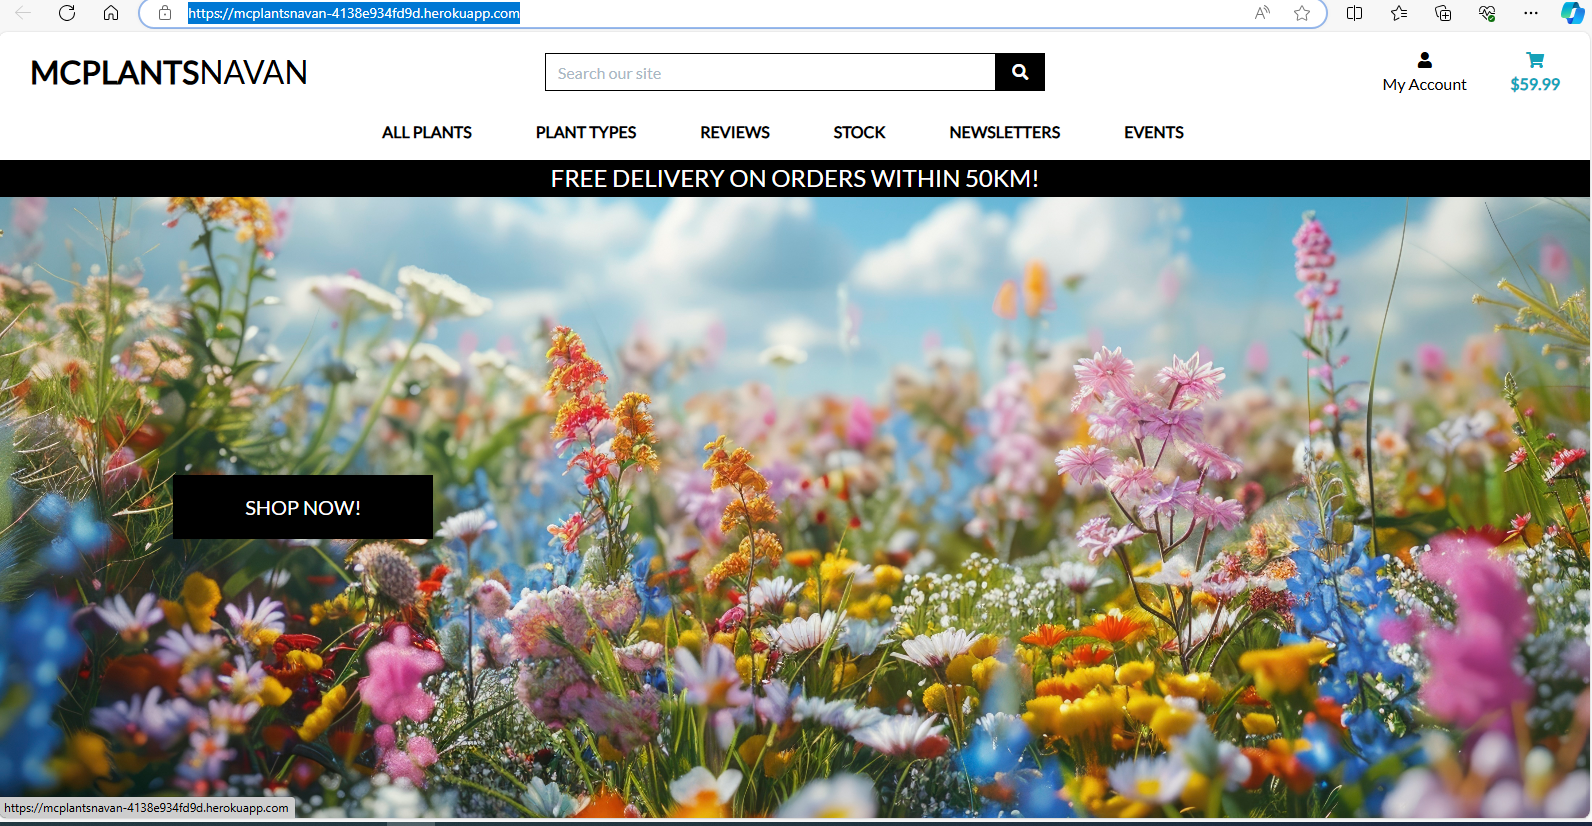 https://mcplantsnavan-4138e934fd9d.herokuapp.com
MCPLANTSNAVAN
Search our site
My Account
$59.99
ALL PLANTS PLANT TYPES REVIEWS STOCK NEWSLETTERS EVENTS
FREE DELIVERY ON ORDERS WITHIN 50KM!
SHOP NOW!
https://mcplantsnavan-4138e934fd9d.herokuapp.com